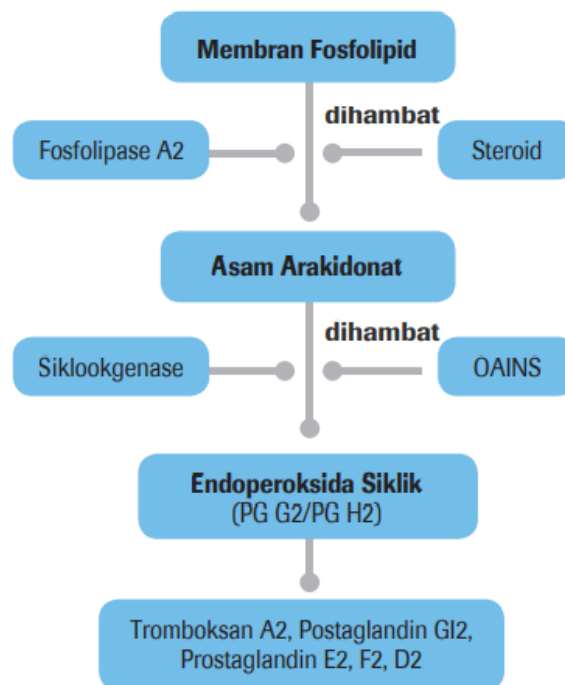 Membran Fosfolipid
dihambat
Fosfolipase A2
Steroid
Asam Arakidonat
dihambat
Siklookgenase
OAINS
Endoperoksida Siklik
(PG G2/PG H2)
Tromboksan A2, Postaglandin GI2,
Prostaglandin E2, F2, D2